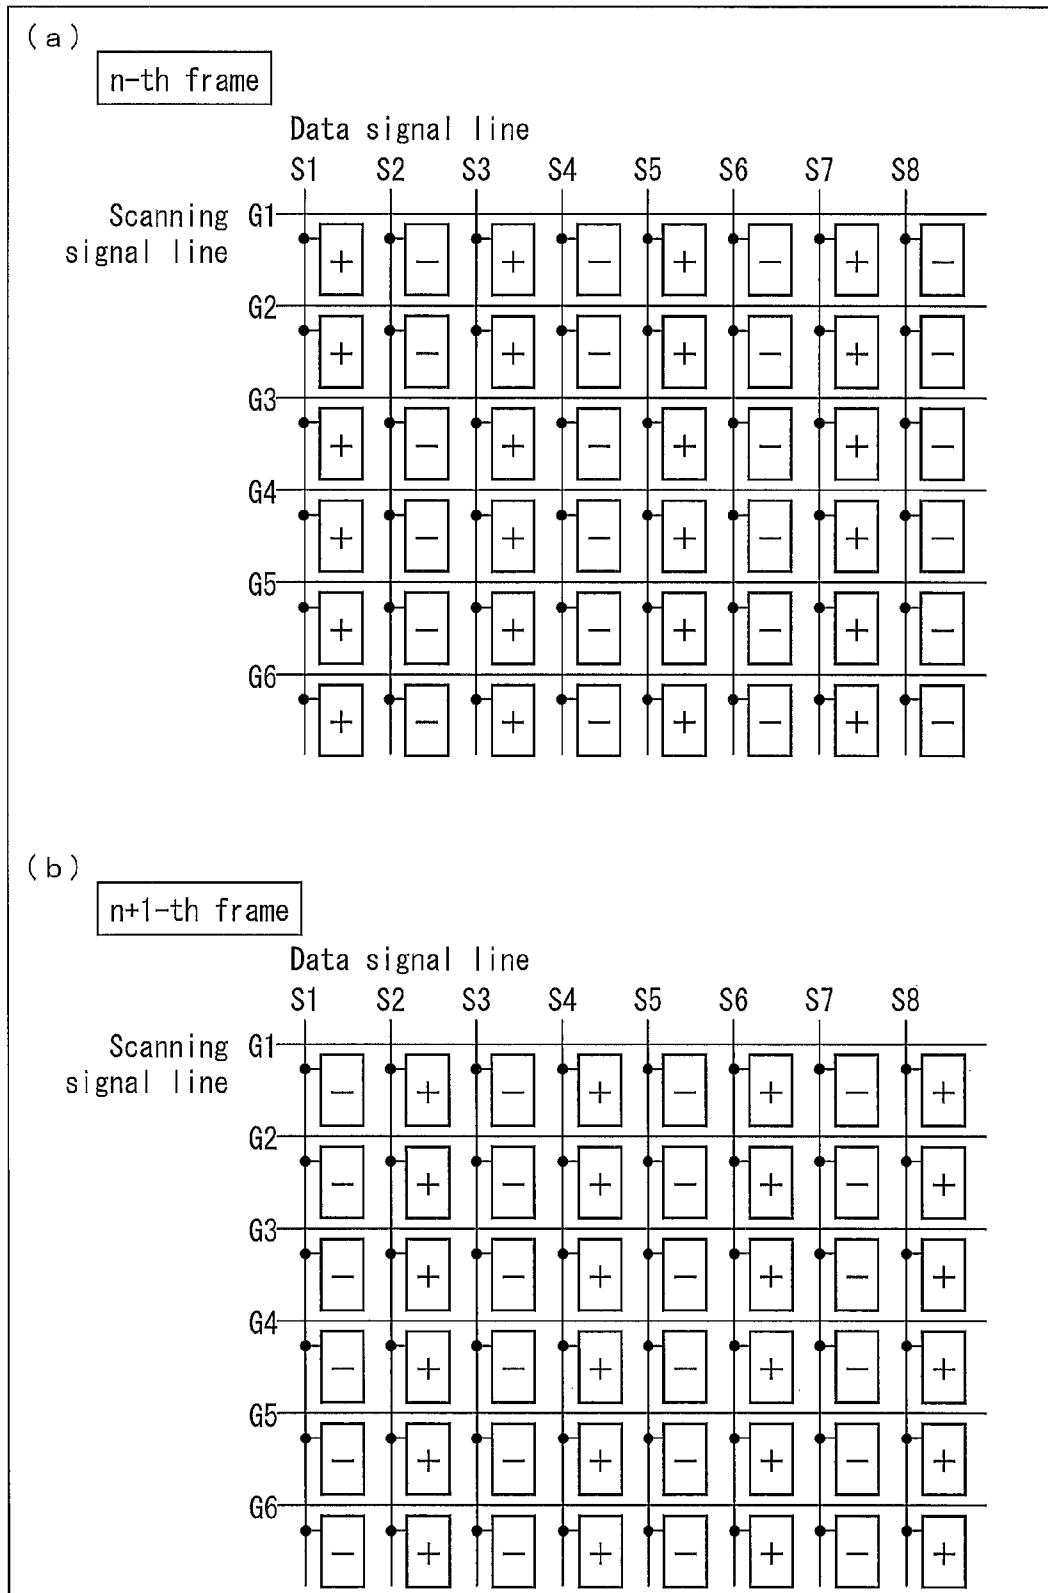 (a)
n-th frame
Data signal line
S1 S2 S3 S4 S5 S6 S7 S8
Scanning signal line
G1
+ - + - + - + -
G2
+ - + - + - + -
G3
+ - + - + - + -
G4
+ - + - + - + -
G5
+ - + - + - + -
G6
+ - + - + - + -
(b)
n+1-th frame
Data signal line
S1 S2 S3 S4 S5 S6 S7 S8
Scanning signal line
G1
- + - + - + - +
G2
- + - + - + - +
G3
- + - + - + - +
G4
- + - + - + - +
G5
- + - + - + - +
G6
- + - + - + - +